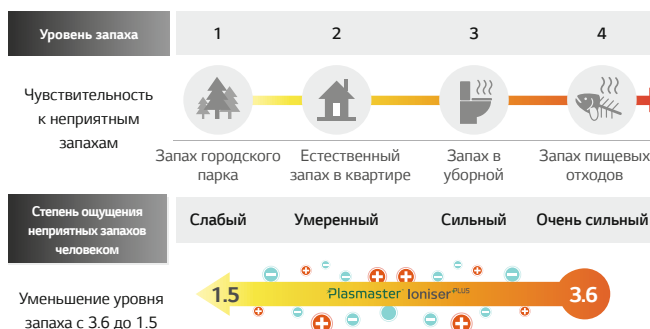 Уровень запаха 1 2 3 4
Чувствительность
к неприятным
запахам
Запах городского
парка
Естественный
запах в квартире
Запах в
уборной
Запах пищевых
отходов
Степень ощущения
неприятных запахов
человеком
Слабый Умеренный Сильный Очень сильный
Уменьшение уровня
запаха с 3.6 до 1.5
1.5 Plasmaster Ioniser PLUS 3.6